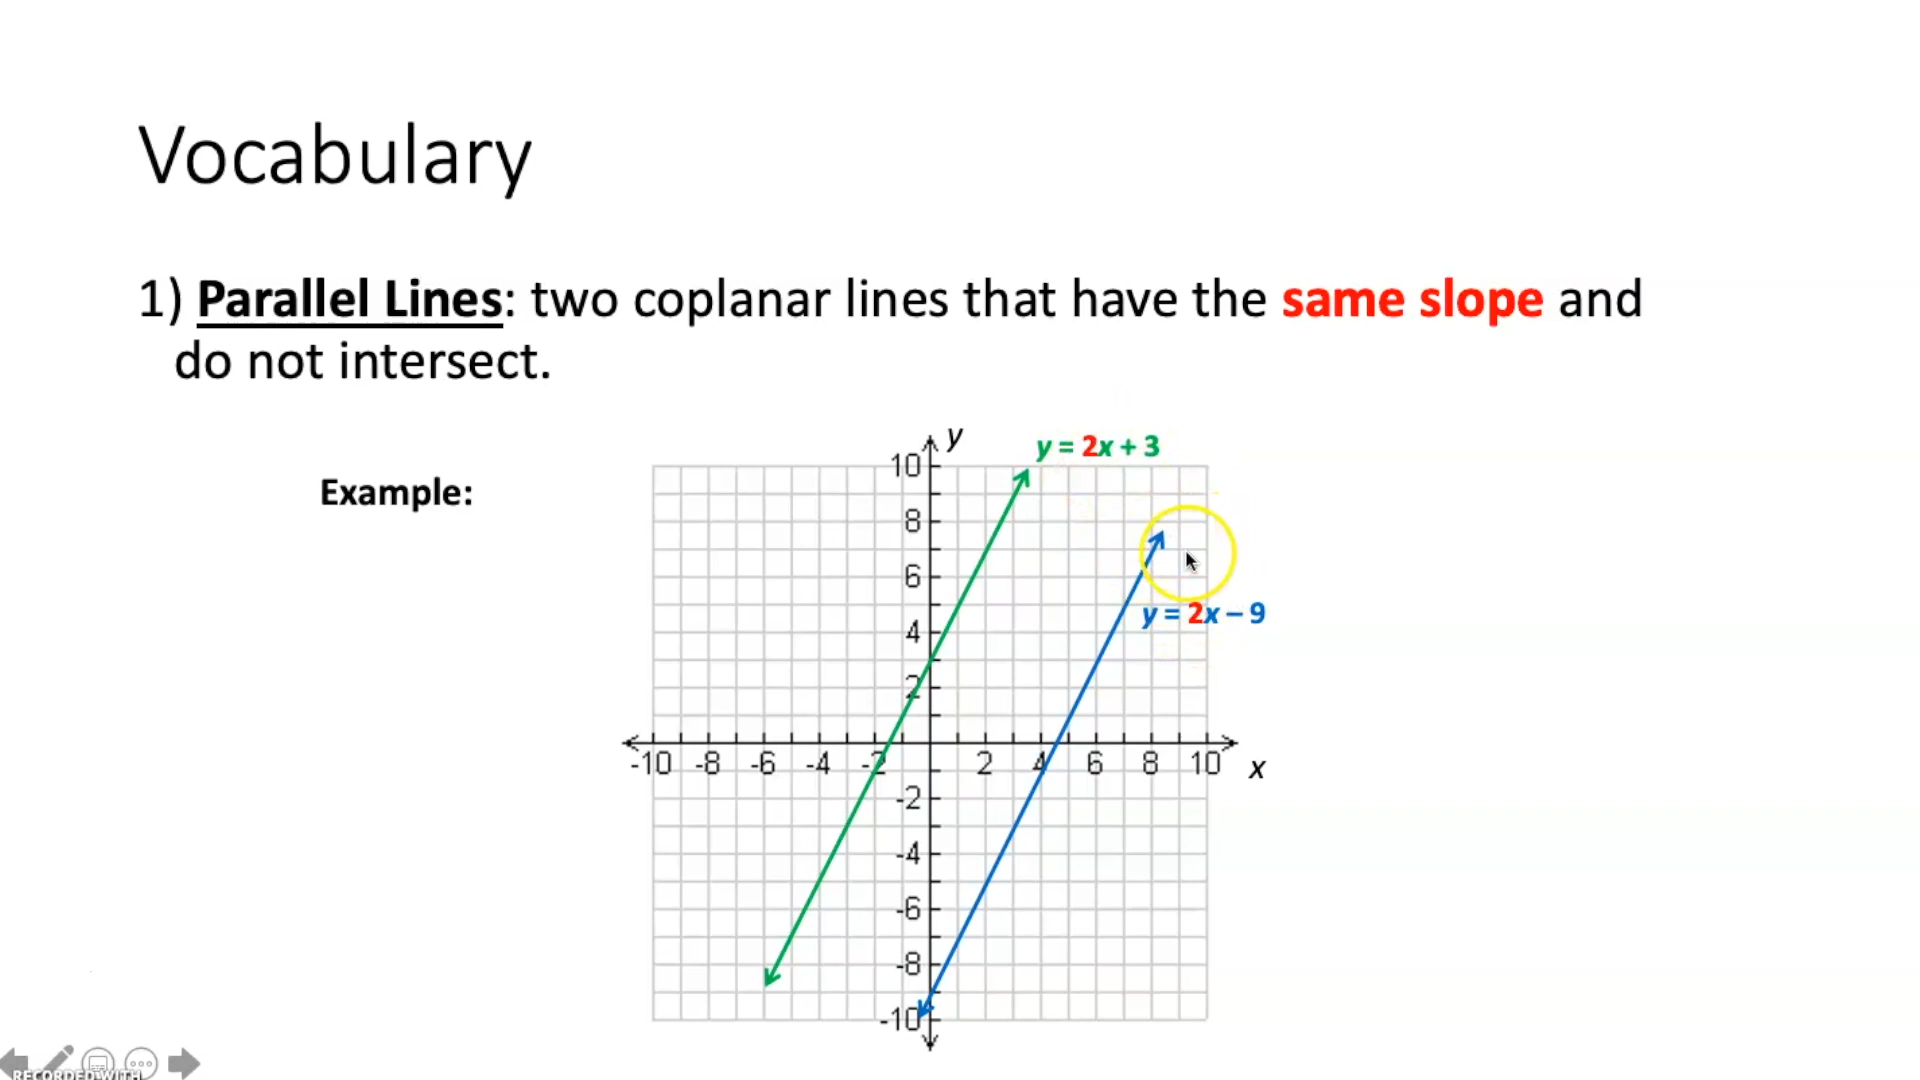 Vocabulary
1) Parallel Lines: two coplanar lines that have the same slope and
do not intersect.
Example:
y
y = 2x + 3
10
8
6
4
2
y = 2x – 9
-10 -8 -6 -4 -2 2 4 6 8 10 x
-2
-4
-6
-8
-10
RECORDED WITH